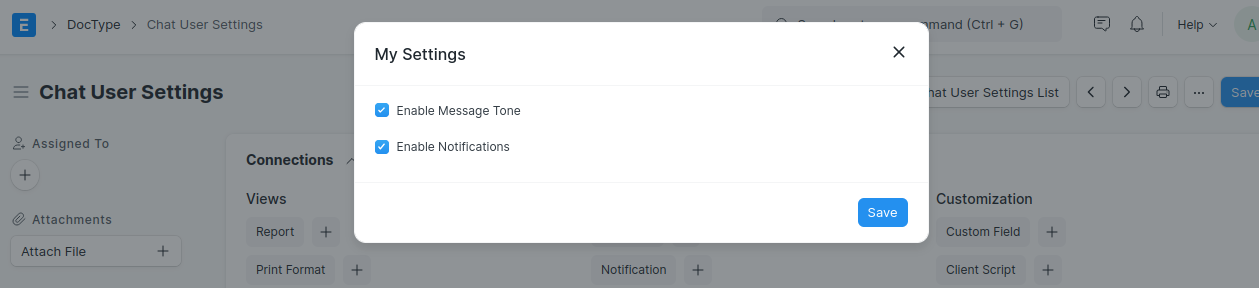 E DocType Chat User Settings mmand (Ctrl + G) Help A
My Settings
Chat User Settings hat User Settings List Save
Enable Message Tone
Assigned To
Enable Notifications
Connections
Views Customization
Attachments Save
Report Custom Field
Attach File
Print Format Notification Client Script